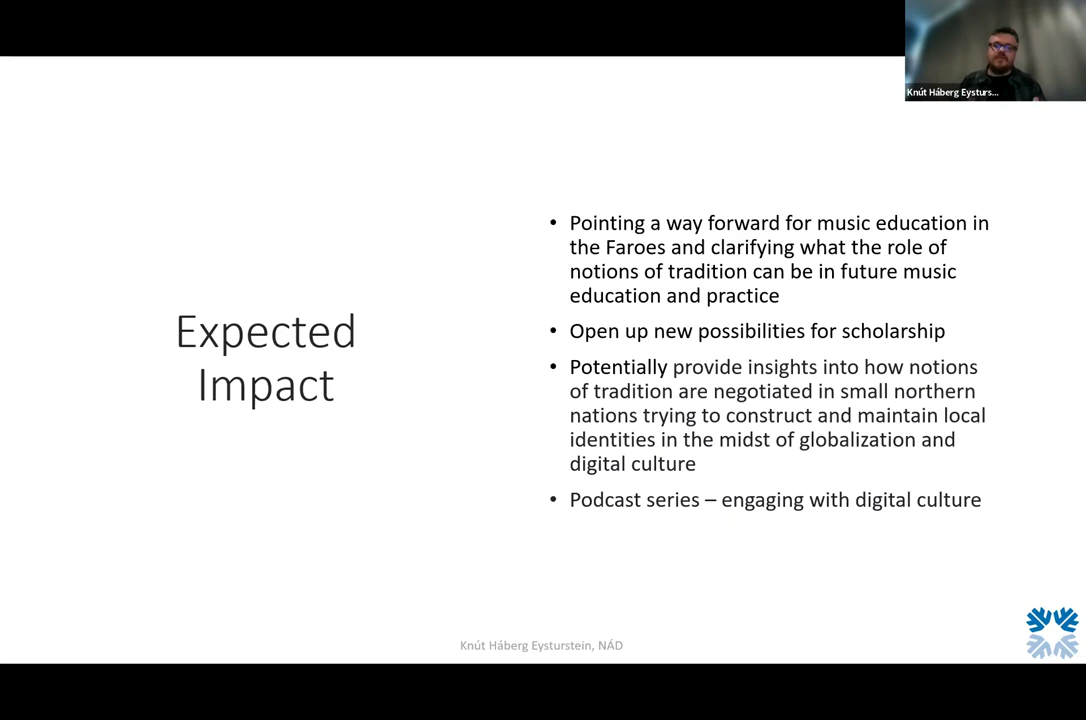 Knút Háberg Eysturs...
Expected
Impact
• Pointing a way forward for music education in
the Faroes and clarifying what the role of
notions of tradition can be in future music
education and practice
• Open up new possibilities for scholarship
• Potentially provide insights into how notions
of tradition are negotiated in small northern
nations trying to construct and maintain local
identities in the midst of globalization and
digital culture
• Podcast series – engaging with digital culture
Knút Háberg Eysturstein, NÁD